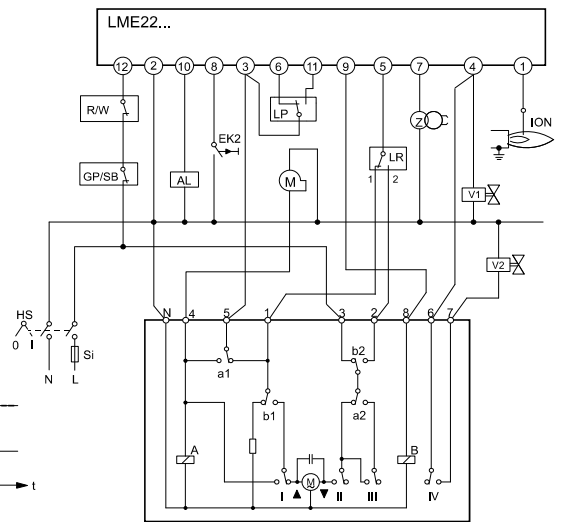 LME22...
12 2 10 8 3 6 11 9 5 7 4 1
R/W
LP
Z
ION
EK2
GP/SB
AL
M
LR
1 2
V1
V2
HS
0 I
Si
N L
N 4 5 1 3 2 8 6 7
a1
b2
b1
a2
A
B
M
I II III IV
t